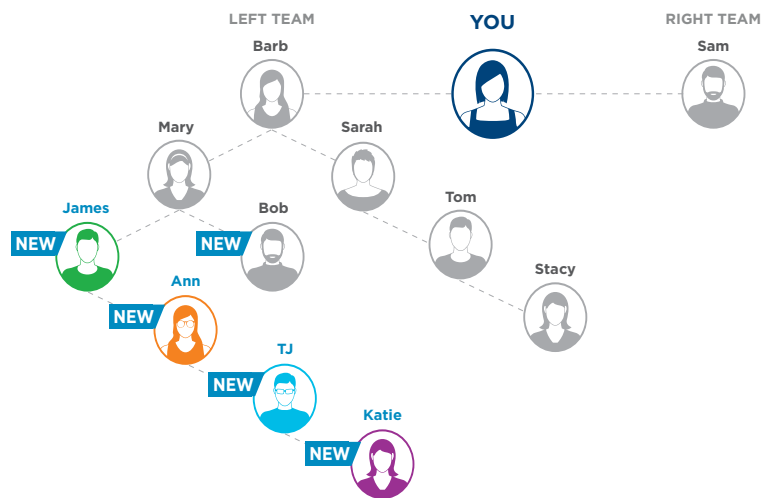 LEFT TEAM
YOU
RIGHT TEAM
Barb
Sam
Mary
Sarah
James
Bob
Tom
NEW
NEW
Ann
Stacy
NEW
TJ
NEW
Katie
NEW